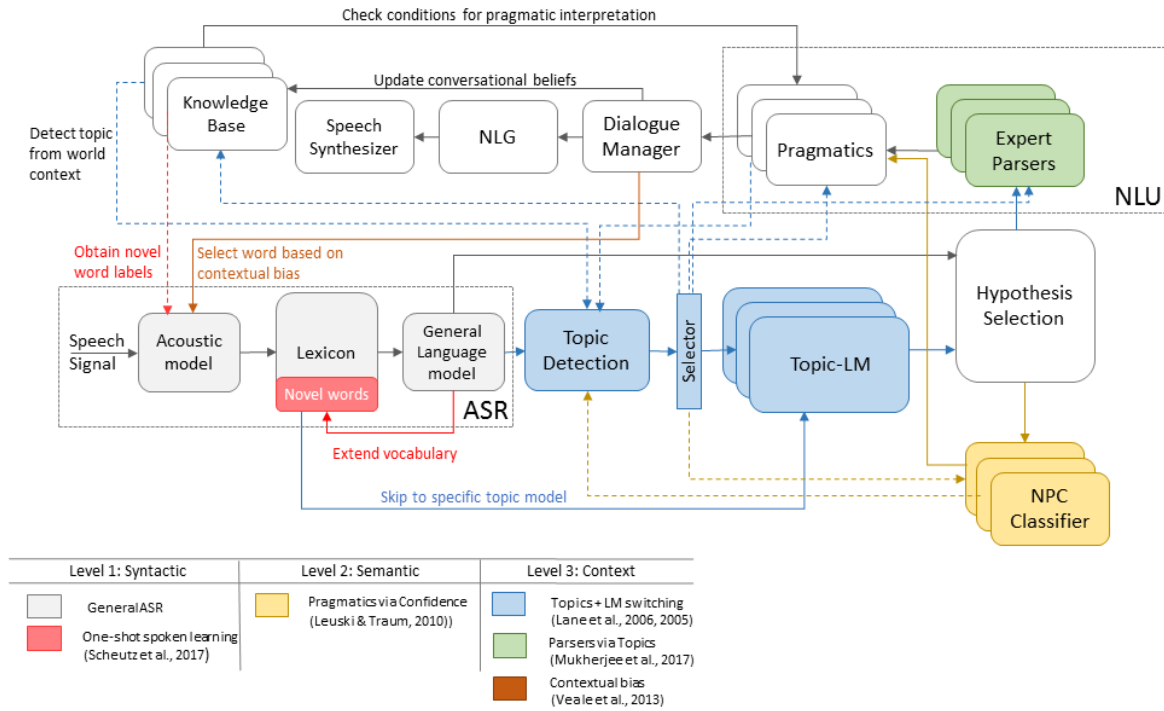 Check conditions for pragmatic interpretation
Update conversational beliefs
Knowledge
Base
Speech
Synthesizer
NLG
Dialogue
Manager
Pragmatics
Expert
Parsers
NLU
Detect topic
from world
context
Obtain novel
word labels
Select word based on
contextual bias
Speech
Signal
Acoustic
model
Lexicon
Novel words
General
Language
model
ASR
Topic
Detection
Selector
Topic-LM
Hypothesis
Selection
Extend vocabulary
Skip to specific topic model
NPC
Classifier
Level 1: Syntactic
Level 2: Semantic
Level 3: Context
General ASR
One-shot spoken learning
(Scheutz et al., 2017)
Pragmatics via Confidence
(Leuski & Traum, 2010))
Topics + LM switching
(Lane et al., 2006, 2005)
Parsers via Topics
(Mukherjee et al., 2017)
Contextual bias
(Veale et al., 2013)